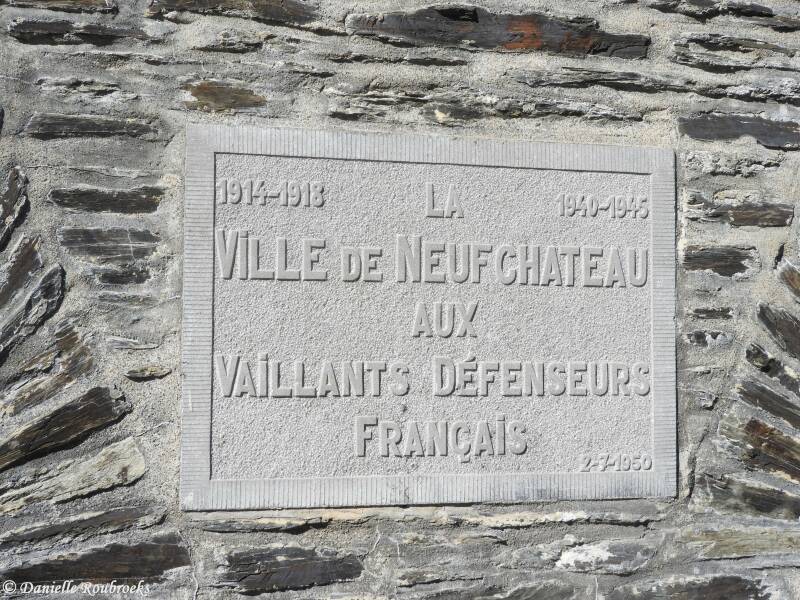 1914-1918 LA 1940-1945
VILLE DE NEUFCHATEAU
AUX
VAILLANTS DÉFENSEURS
FRANÇAIS
2-7-1950
© Danielle Roubroeks